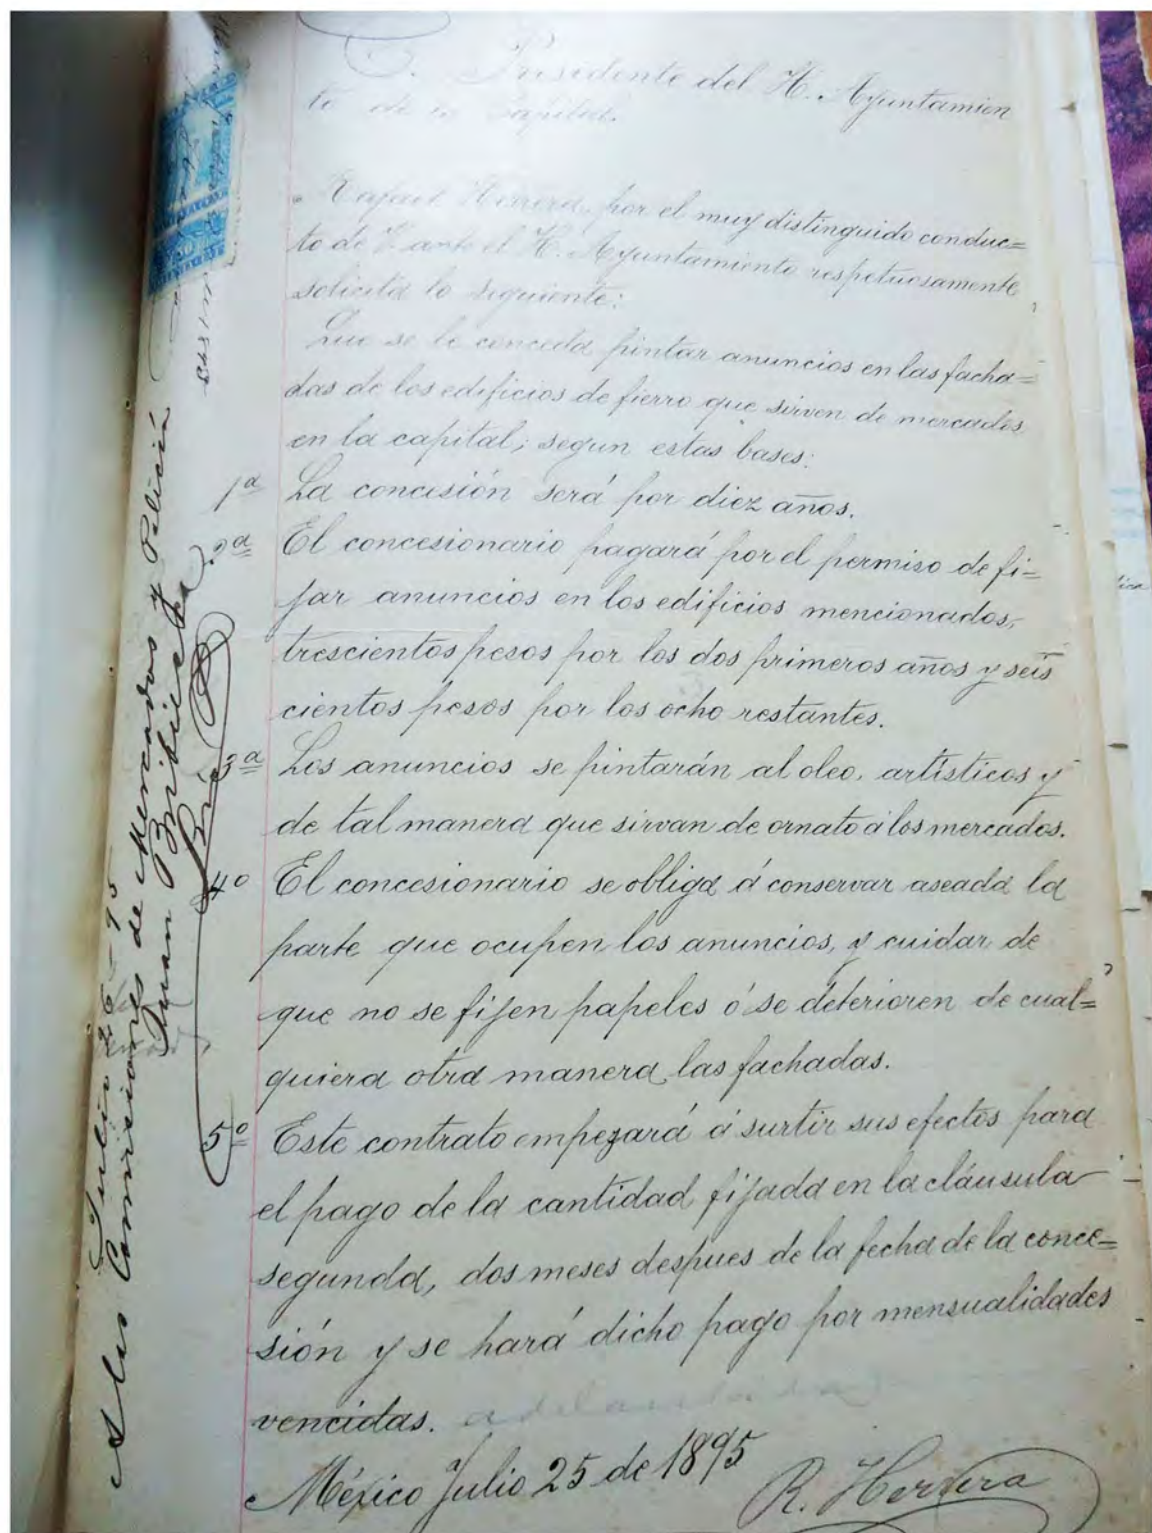 C. Presidente del H. Ayuntamien
to de la Capital.
Rafael Herrera, por el muy distinguido conduc=
to de V. ante el H. Ayuntamiento respetuosamente
solicita lo siguiente:
Que se le conceda pintar anuncios en las facha=
das de los edificios de fierro que sirven de mercados
en la capital; segun estas bases:
1ª La concesión será por diez años.
2ª El concesionario pagará por el permiso de fi=
jar anuncios en los edificios mencionados,
trescientos pesos por los dos primeros años y seis
cientos pesos por los ocho restantes.
3ª Los anuncios se pintarán al oleo, artísticos y
de tal manera que sirvan de ornato á los mercados.
4º El concesionario se obliga á conservar aseada la
parte que ocupen los anuncios, y cuidar de
que no se fijen papeles ó se deterioren de cual=
quiera otra manera las fachadas.
5º Este contrato empezará á surtir sus efectos para
el pago de la cantidad fijada en la cláusula
segunda, dos meses despues de la fecha de la conce=
sión y se hará dicho pago por mensualidades
vencidas. adelantadas
México Julio 25 de 1895
R. Herrera
Julio 26-95
A las Comisiones de Mercados y Policía
Juan Bribiesca
Srio